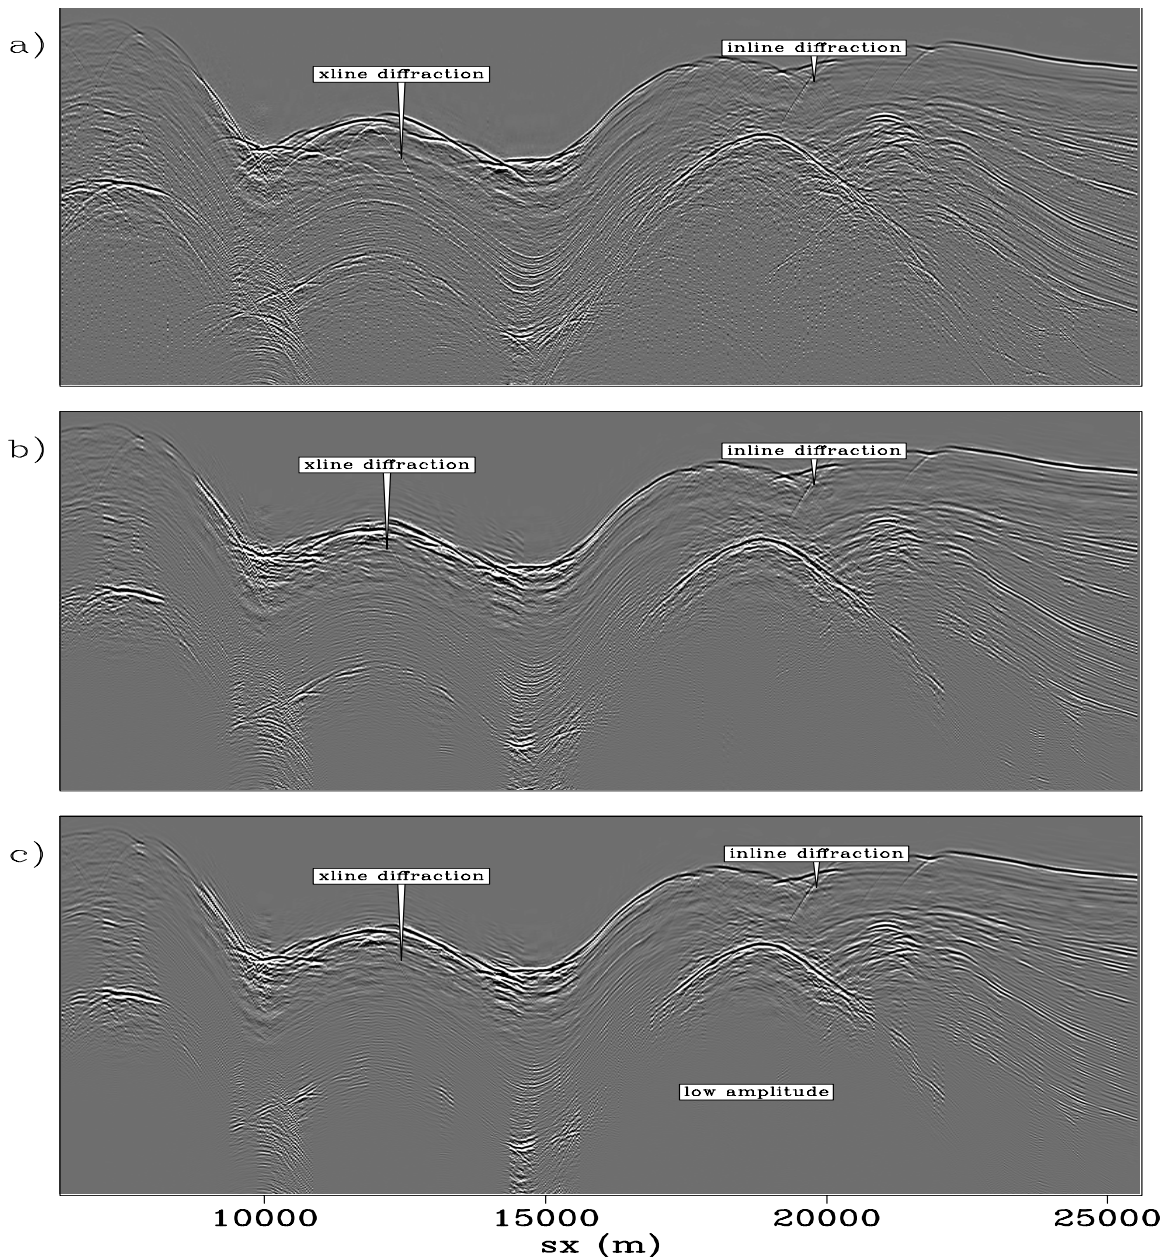 a)
xline diffraction
inline diffraction
b)
xline diffraction
inline diffraction
c)
xline diffraction
inline diffraction
low amplitude
10000 15000 20000 25000
sx (m)